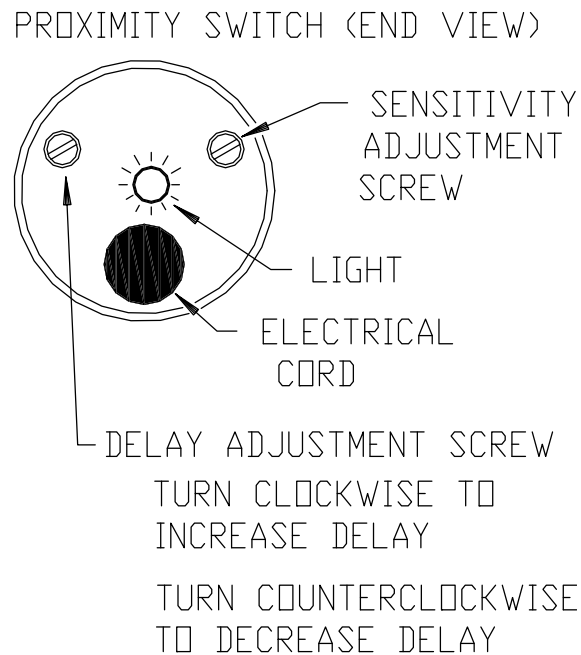 PROXIMITY SWITCH (END VIEW)
SENSITIVITY
ADJUSTMENT
SCREW
LIGHT
ELECTRICAL
CORD
DELAY ADJUSTMENT SCREW
TURN CLOCKWISE TO
INCREASE DELAY
TURN COUNTERCLOCKWISE
TO DECREASE DELAY